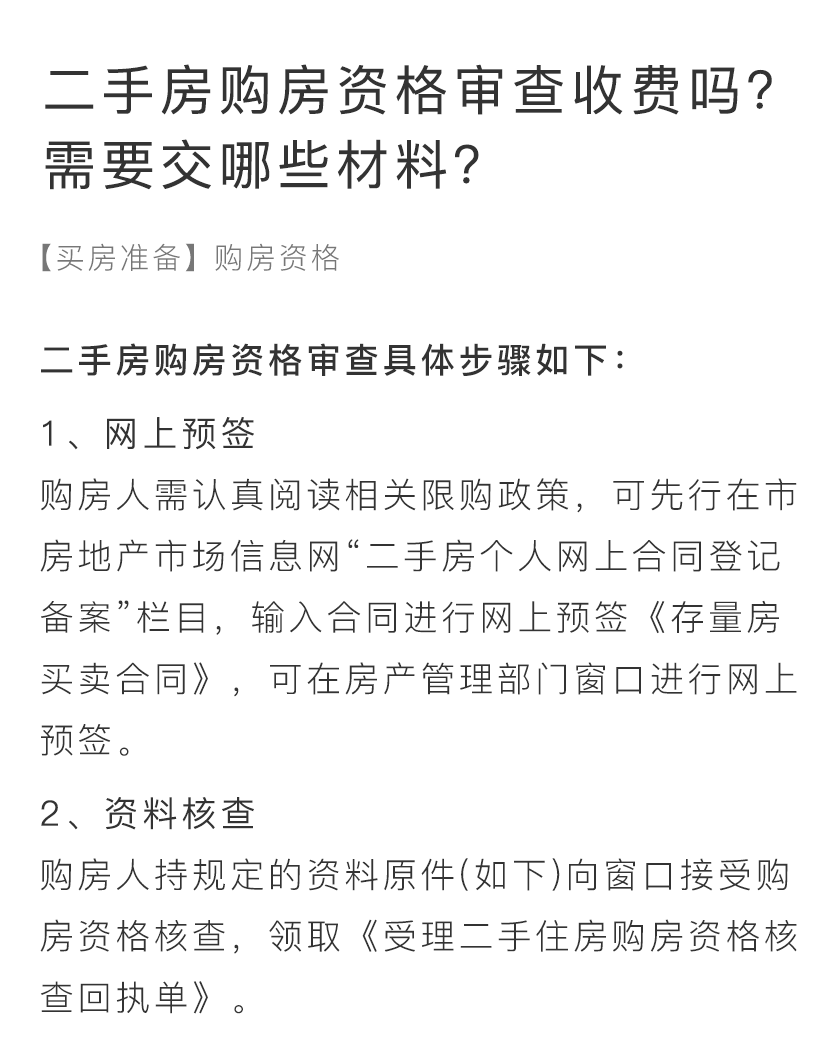 二手房购房资格审查收费吗?
需要交哪些材料?
【买房准备】购房资格
二手房购房资格审查具体步骤如下:
1、网上预签
购房人需认真阅读相关限购政策，可先行在市
房地产市场信息网“二手房个人网上合同登记
备案”栏目，输入合同进行网上预签《存量房
买卖合同》，可在房产管理部门窗口进行网上
预签。
2、资料核查
购房人持规定的资料原件(如下)向窗口接受购
房资格核查，领取《受理二手住房购房资格核
查回执单》。